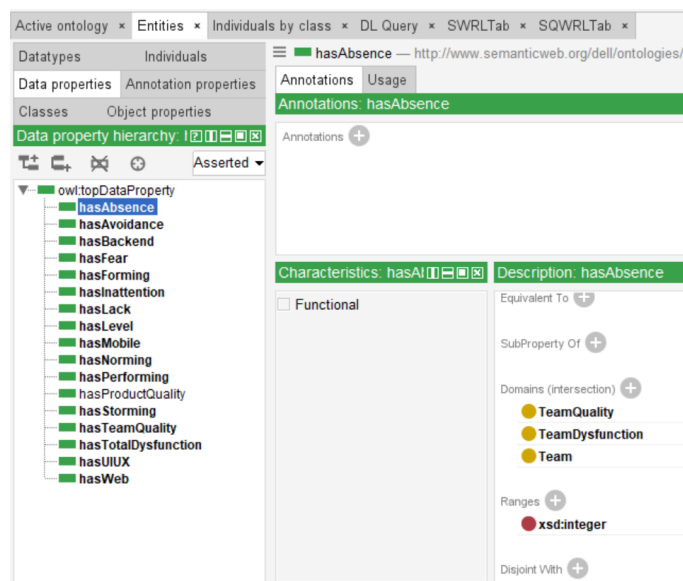 Active ontology × Entities × Individuals by class × DL Query × SWRLTab × SQWRLTab ×
Datatypes Individuals
Data properties Annotation properties
Classes Object properties
Data property hierarchy:
Asserted
owl:topDataProperty
hasAbsence
hasAvoidance
hasBackend
hasFear
hasForming
hasInattention
hasLack
hasLevel
hasMobile
hasNorming
hasPerforming
hasProductQuality
hasStorming
hasTeamQuality
hasTotalDysfunction
hasUIUX
hasWeb
hasAbsence — http://www.semanticweb.org/dell/ontologies/
Annotations Usage
Annotations: hasAbsence
Annotations
Characteristics: hasAl
Functional
Description: hasAbsence
Equivalent To
SubProperty Of
Domains (intersection)
TeamQuality
TeamDysfunction
Team
Ranges
xsd:integer
Disjoint With